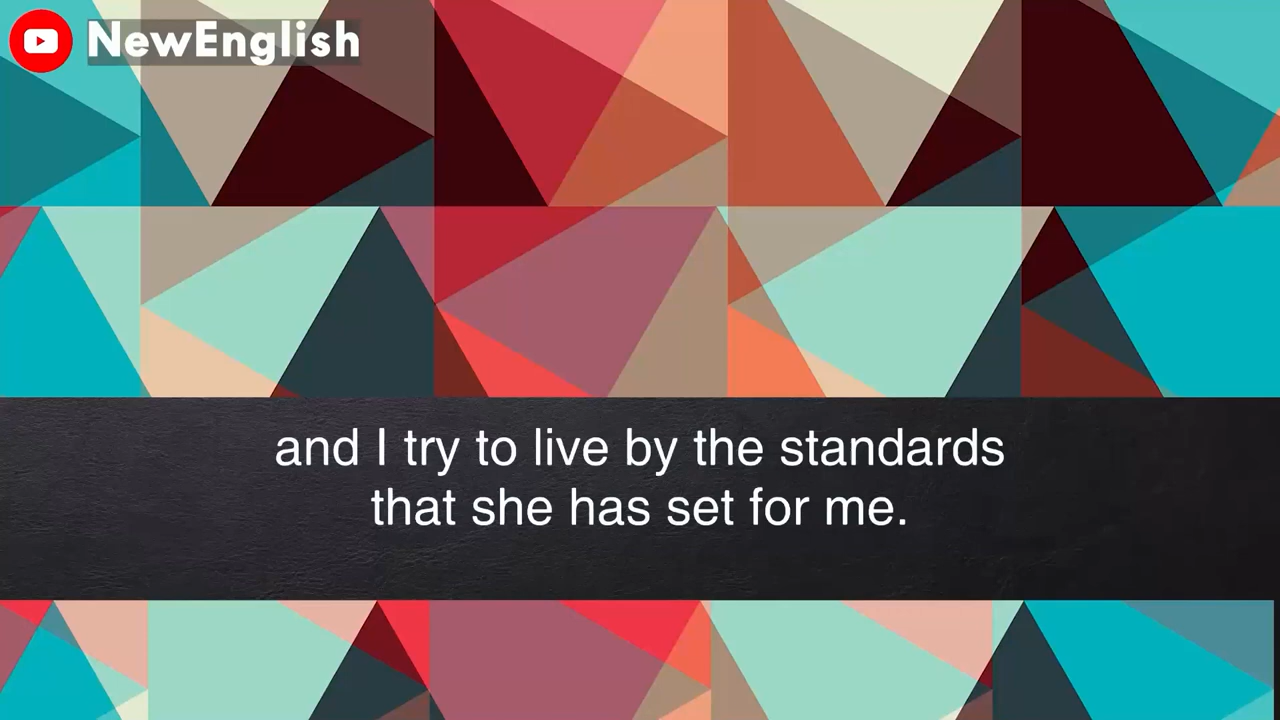 NewEnglish
and I try to live by the standards
that she has set for me.